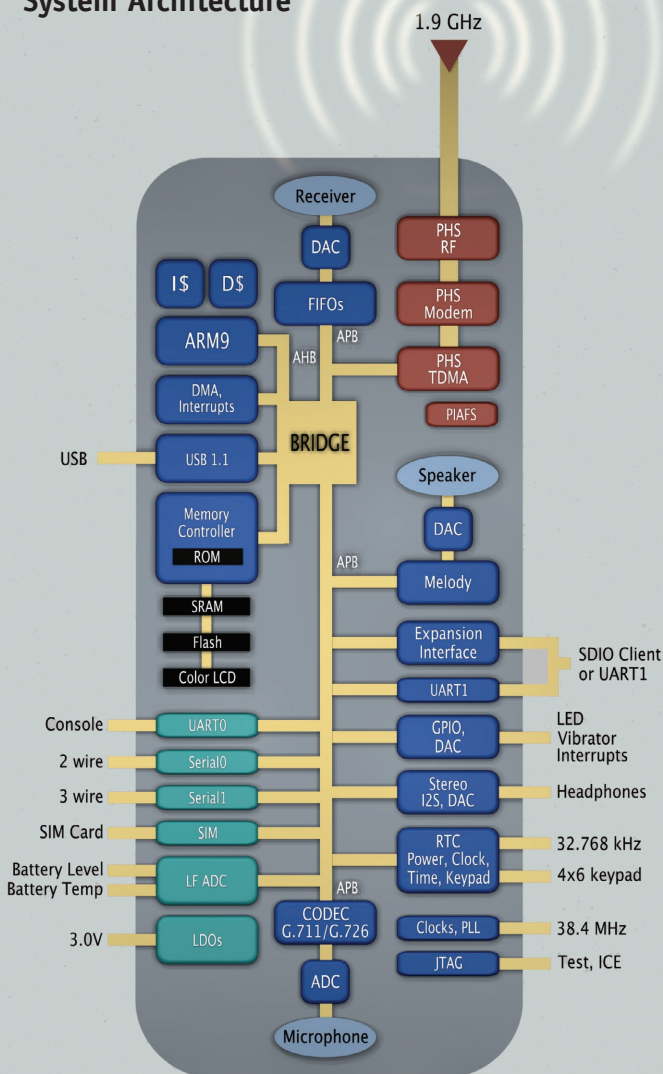 System Architecture
1.9 GHz
Receiver
DAC
FIFOs
APB
AHB
PHS
RF
PHS
Modem
PHS
TDMA
PIAFS
I$
D$
ARM9
DMA,
Interrupts
BRIDGE
USB
USB 1.1
Memory
Controller
ROM
SRAM
Flash
Color LCD
Speaker
DAC
APB
Melody
Expansion
Interface
UART1
SDIO Client
or UART1
GPIO,
DAC
LED
Vibrator
Interrupts
Stereo
I2S, DAC
Headphones
RTC
Power, Clock,
Time, Keypad
32.768 kHz
4x6 keypad
Clocks, PLL
38.4 MHz
JTAG
Test, ICE
Console
UART0
2 wire
Serial0
3 wire
Serial1
SIM Card
SIM
Battery Level
Battery Temp
LF ADC
3.0V
LDOs
APB
CODEC
G.711/G.726
ADC
Microphone